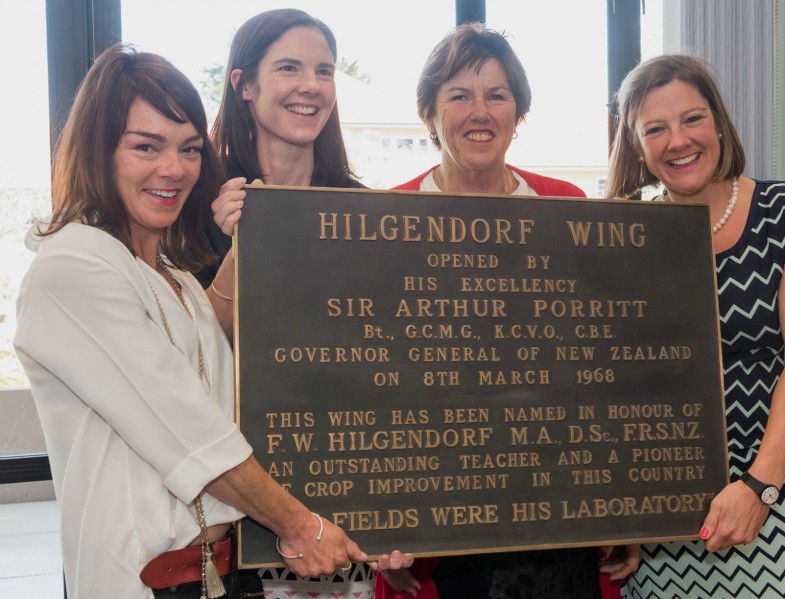 HILGENDORF WING
OPENED BY
HIS EXCELLENCY
SIR ARTHUR PORRITT
Bt., G.C.M.G., K.C.V.O., C.B.E.
GOVERNOR GENERAL OF NEW ZEALAND
ON 8TH MARCH 1968
THIS WING HAS BEEN NAMED IN HONOUR OF
F. W. HILGENDORF M.A., D.Sc., F.R.S.N.Z.
AN OUTSTANDING TEACHER AND A PIONEER
CROP IMPROVEMENT IN THIS COUNTRY
FIELDS WERE HIS LABORATORY"